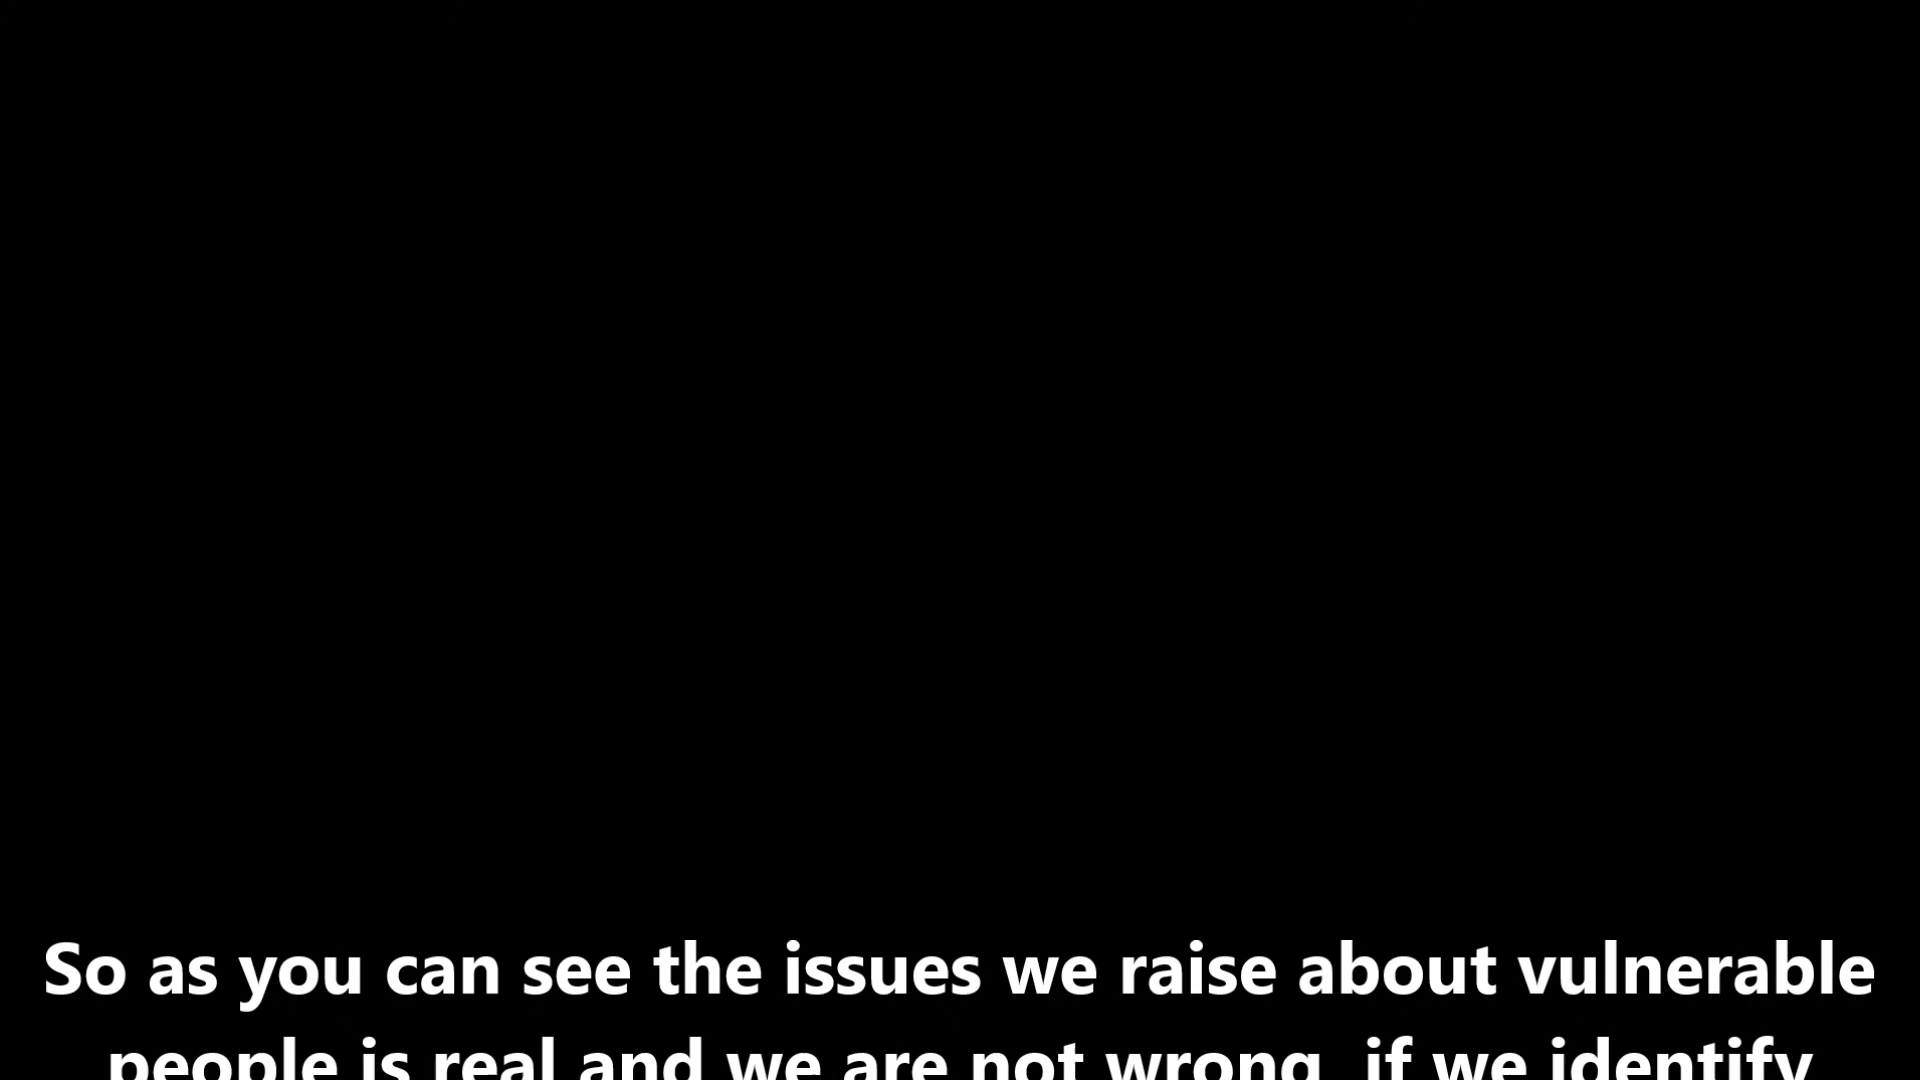 So as you can see the issues we raise about vulnerable
people is real and we are not wrong, if we identify